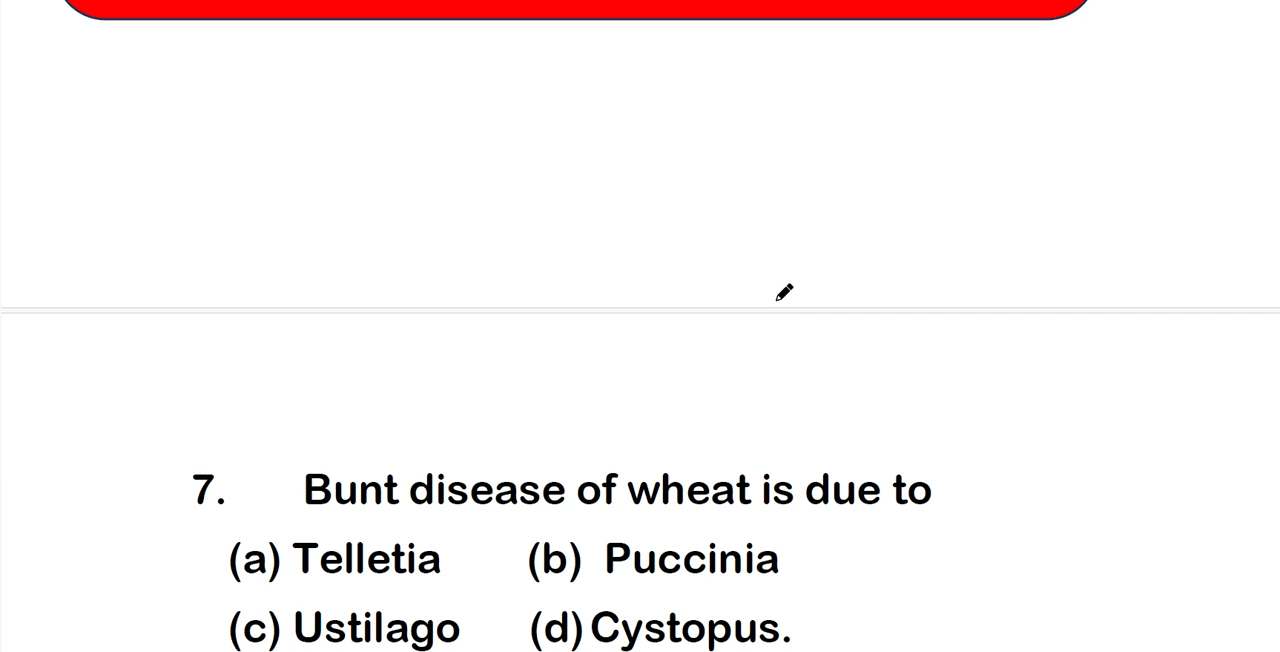 7. Bunt disease of wheat is due to
(a) Telletia (b) Puccinia
(c) Ustilago (d) Cystopus.